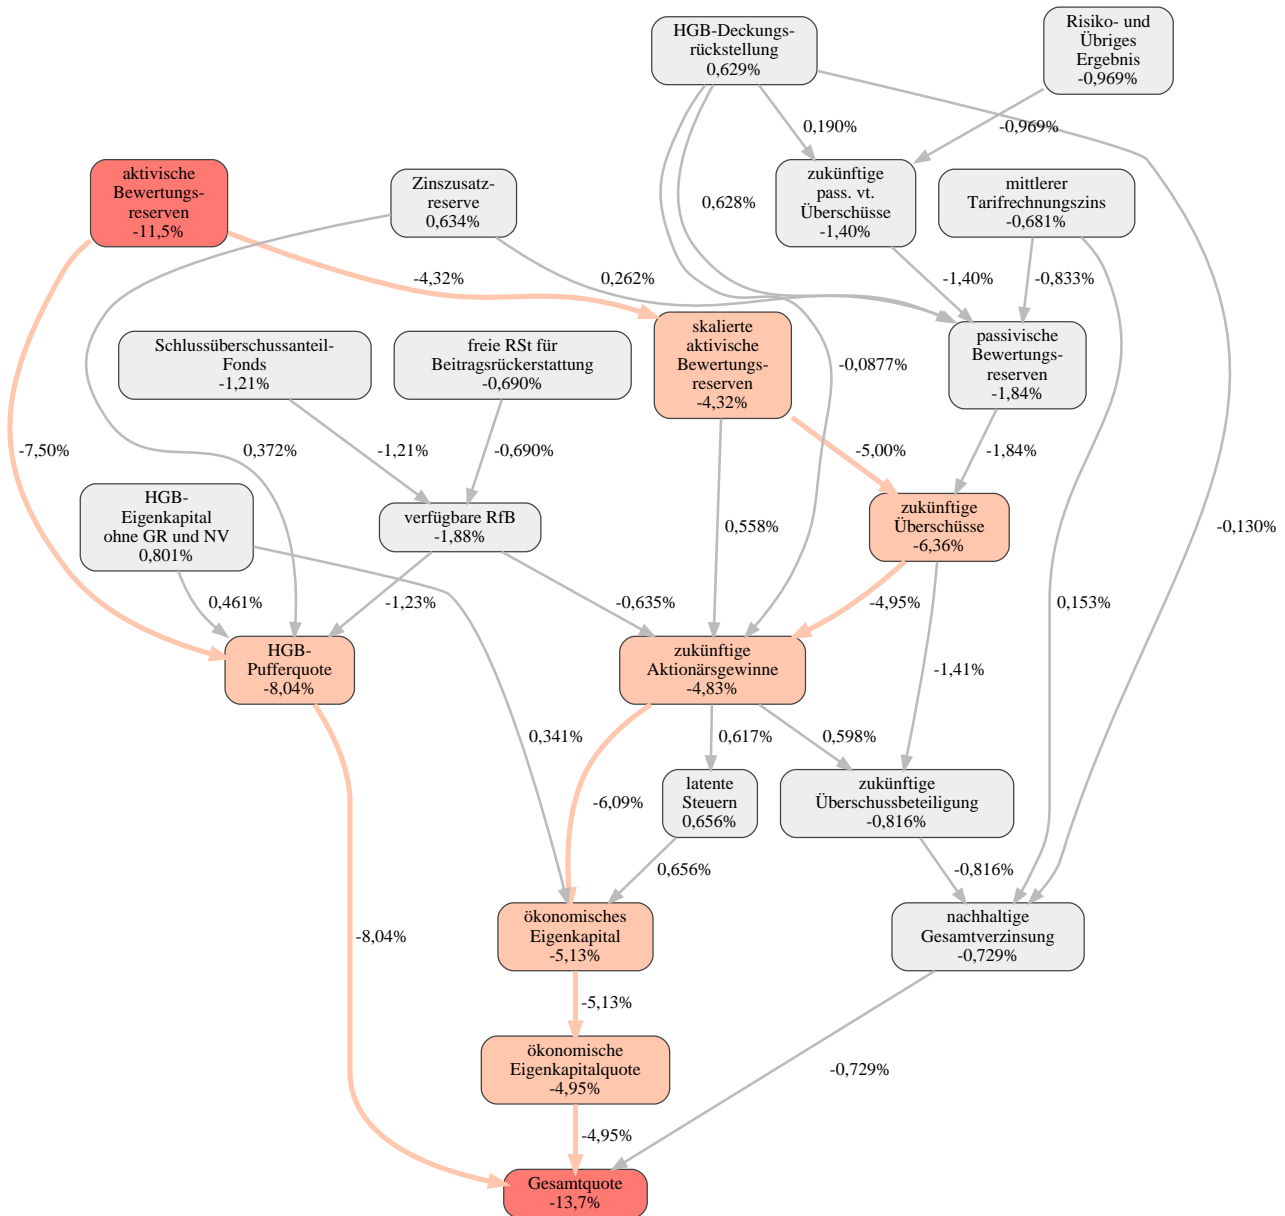 HGB-Deckungs-
rückstellung
0,629%
Risiko- und
Übriges
Ergebnis
-0,969%
0,190%
-0,969%
aktivische
Bewertungs-
reserven
-11,5%
Zinszusatz-
reserve
0,634%
0,628%
zukünftige
pass. vt.
Überschüsse
-1,40%
mittlerer
Tarifrechnungszins
-0,681%
-4,32%
0,262%
-1,40%
-0,833%
Schlussüberschussanteil-
Fonds
-1,21%
freie RSt für
Beitragsrückerstattung
-0,690%
skalierte
aktivische
Bewertungs-
reserven
-4,32%
-0,0877%
passivische
Bewertungs-
reserven
-1,84%
-7,50%
0,372%
-1,21%
-0,690%
-5,00%
-1,84%
HGB-
Eigenkapital
ohne GR und NV
0,801%
verfügbare RfB
-1,88%
0,558%
zukünftige
Überschüsse
-6,36%
-0,130%
0,461%
-1,23%
-0,635%
-4,95%
0,153%
HGB-
Pufferquote
-8,04%
zukünftige
Aktionärsgewinne
-4,83%
-1,41%
0,341%
0,617%
0,598%
-6,09%
latente
Steuern
0,656%
zukünftige
Überschussbeteiligung
-0,816%
0,656%
-0,816%
-8,04%
ökonomisches
Eigenkapital
-5,13%
nachhaltige
Gesamtverzinsung
-0,729%
-5,13%
ökonomische
Eigenkapitalquote
-4,95%
-0,729%
-4,95%
Gesamtquote
-13,7%